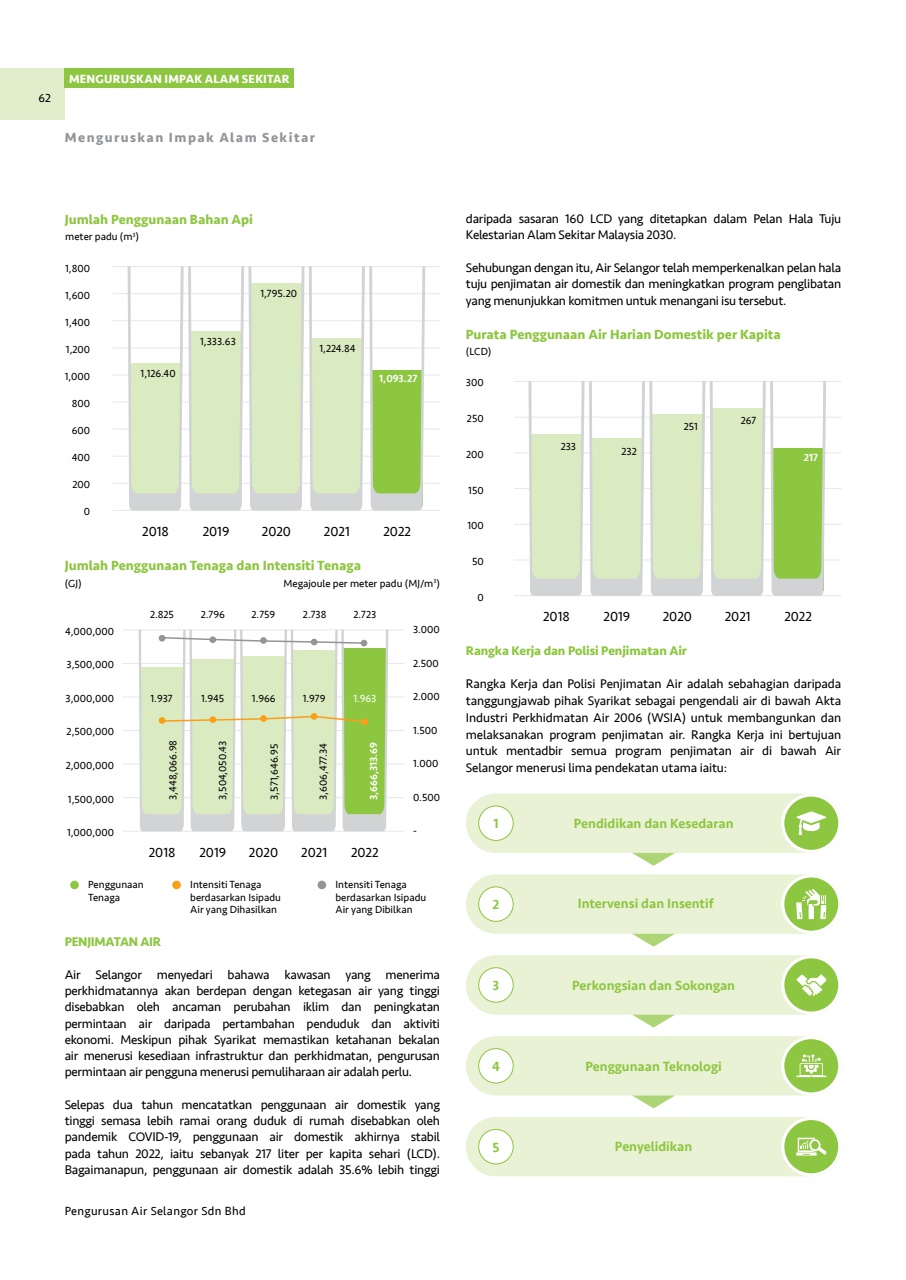 MENGURUSKAN IMPAK ALAM SEKITAR
62
Menguruskan Impak Alam Sekitar
Jumlah Penggunaan Bahan Api
meter padu (m³)
1,800
1,600
1,400
1,200
1,000
800
600
400
200
0
1,126.40
1,333.63
1,795.20
1,224.84
1,093.27
2018 2019 2020 2021 2022
Jumlah Penggunaan Tenaga dan Intensiti Tenaga
(GJ) Megajoule per meter padu (MJ/m³)
2.825 2.796 2.759 2.738 2.723
4,000,000
3,500,000
3,000,000
2,500,000
2,000,000
1,500,000
1,000,000
3.000
2.500
2.000
1.500
1.000
0.500
-
1.937 1.945 1.966 1.979 1.963
3,448,066.98
3,504,050.43
3,571,646.95
3,606,477.34
3,666,313.69
2018 2019 2020 2021 2022
Penggunaan
Tenaga
Intensiti Tenaga
berdasarkan Isipadu
Air yang Dihasilkan
Intensiti Tenaga
berdasarkan Isipadu
Air yang Dibilkan
PENJIMATAN AIR
Air Selangor menyedari bahawa kawasan yang menerima
perkhidmatannya akan berdepan dengan ketegasan air yang tinggi
disebabkan oleh ancaman perubahan iklim dan peningkatan
permintaan air daripada pertambahan penduduk dan aktiviti
ekonomi. Meskipun pihak Syarikat memastikan ketahanan bekalan
air menerusi kesediaan infrastruktur dan perkhidmatan, pengurusan
permintaan air pengguna menerusi pemuliharaan air adalah perlu.
Selepas dua tahun mencatatkan penggunaan air domestik yang
tinggi semasa lebih ramai orang duduk di rumah disebabkan oleh
pandemik COVID-19, penggunaan air domestik akhirnya stabil
pada tahun 2022, iaitu sebanyak 217 liter per kapita sehari (LCD).
Bagaimanapun, penggunaan air domestik adalah 35.6% lebih tinggi
daripada sasaran 160 LCD yang ditetapkan dalam Pelan Hala Tuju
Kelestarian Alam Sekitar Malaysia 2030.
Sehubungan dengan itu, Air Selangor telah memperkenalkan pelan hala
tuju penjimatan air domestik dan meningkatkan program penglibatan
yang menunjukkan komitmen untuk menangani isu tersebut.
Purata Penggunaan Air Harian Domestik per Kapita
(LCD)
300
250
200
150
100
50
0
233
232
251
267
217
2018 2019 2020 2021 2022
Rangka Kerja dan Polisi Penjimatan Air
Rangka Kerja dan Polisi Penjimatan Air adalah sebahagian daripada
tanggungjawab pihak Syarikat sebagai pengendali air di bawah Akta
Industri Perkhidmatan Air 2006 (WSIA) untuk membangunkan dan
melaksanakan program penjimatan air. Rangka Kerja ini bertujuan
untuk mentadbir semua program penjimatan air di bawah Air
Selangor menerusi lima pendekatan utama iaitu:
1 Pendidikan dan Kesedaran
2 Intervensi dan Insentif
3 Perkongsian dan Sokongan
4 Penggunaan Teknologi
5 Penyelidikan
Pengurusan Air Selangor Sdn Bhd